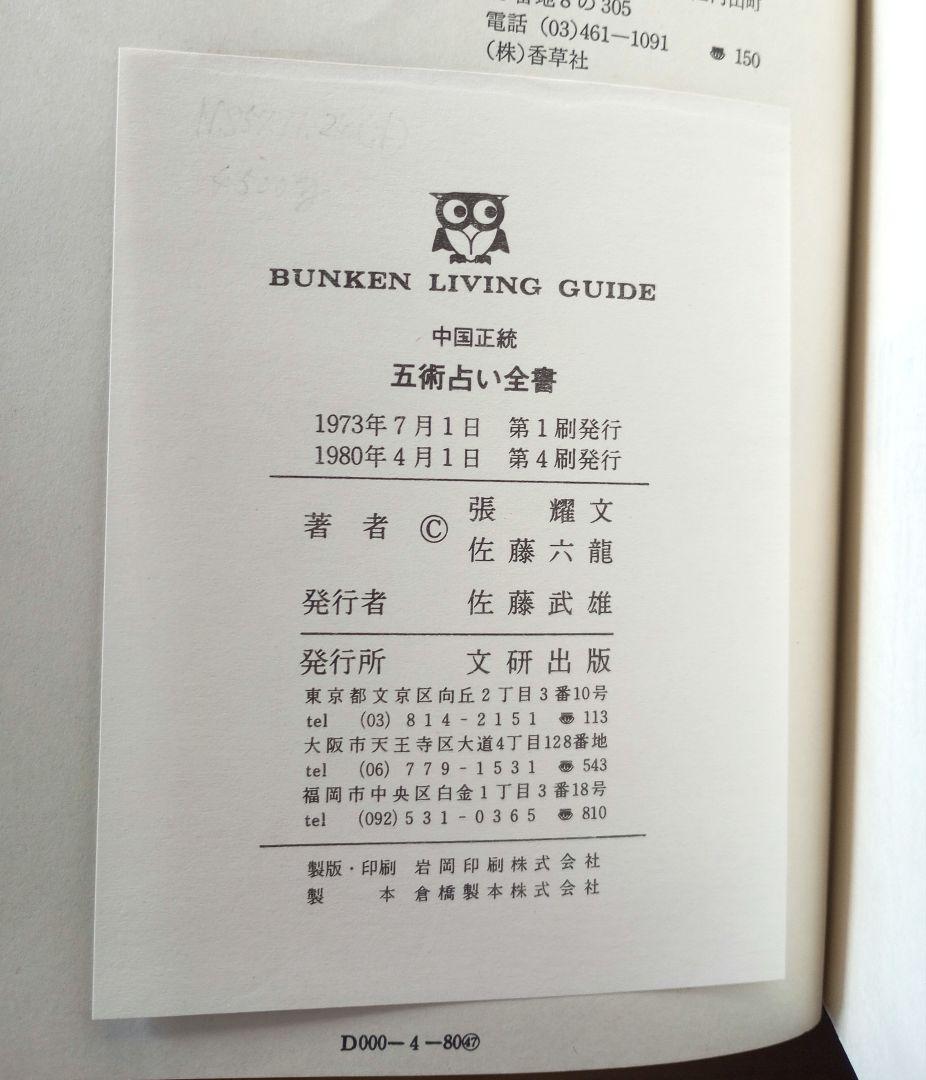 番地8の305
電話 (03)461—1091
(株)香草社
〠 150
BUNKEN LIVING GUIDE
中国正統
五術占い全書
1973年7月1日 第1刷発行
1980年4月1日 第4刷発行
著者 © 張耀文
佐藤六龍
発行者 佐藤武雄
発行所 文研出版
東京都文京区向丘2丁目3番10号
tel (03) 814-2151 〠 113
大阪市天王寺区大道4丁目128番地
tel (06) 779-1531 〠 543
福岡市中央区白金1丁目3番18号
tel (092) 531-0365 〠 810
製版・印刷 岩岡印刷株式会社
製本 倉橋製本株式会社
D000—4—80㊼